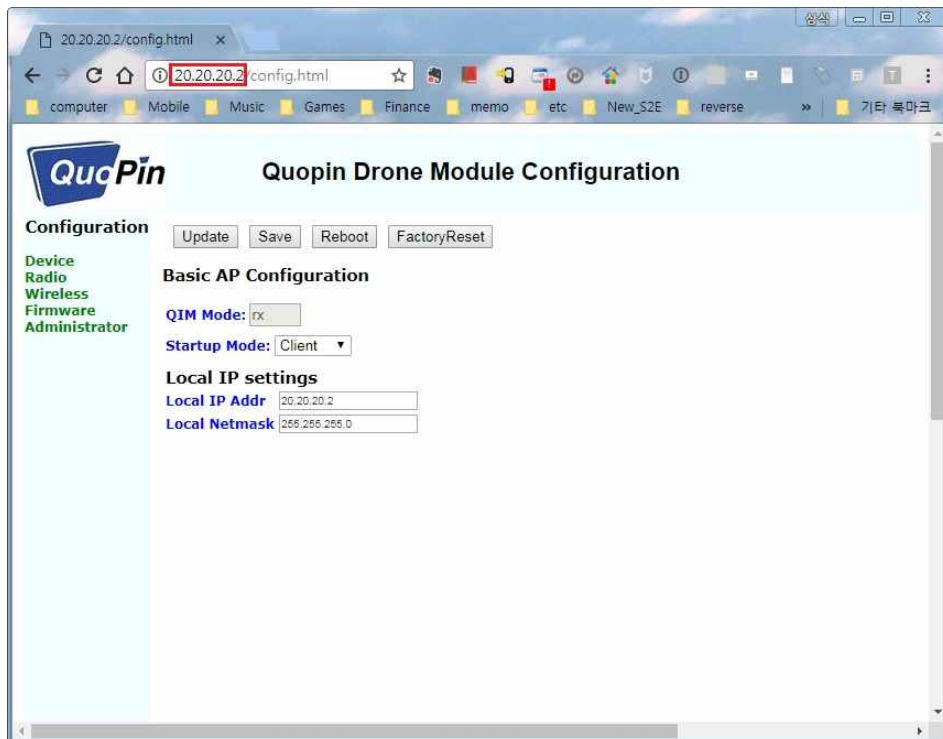 상식
20.20.20.2/config.html
20.20.20.2/config.html
computer Mobile Music Games Finance memo etc New_S2E reverse » 기타 북마크
QuoPin
Quopin Drone Module Configuration
Configuration
Update Save Reboot FactoryReset
Device
Radio
Wireless
Firmware
Administrator
Basic AP Configuration
QIM Mode: rx
Startup Mode: Client
Local IP settings
Local IP Addr 20.20.20.2
Local Netmask 255.255.255.0